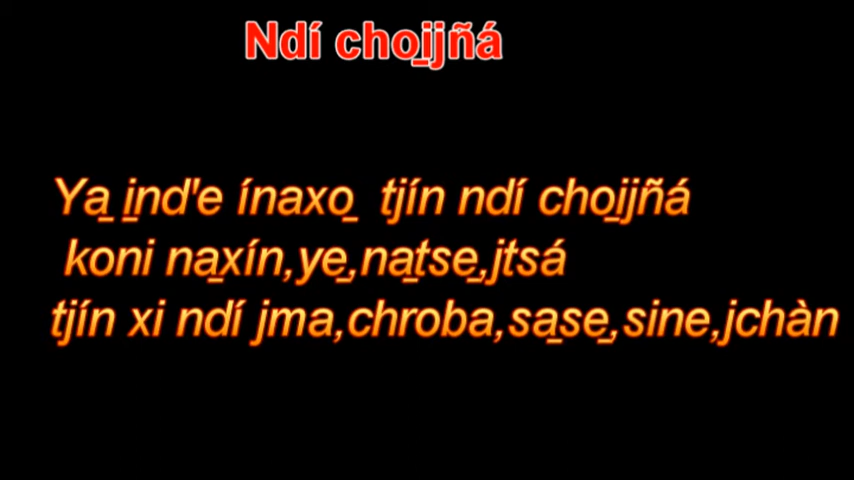 Ndí cho̱i̱jñá
Ya̱ i̱nd'e ínaxo̱ tjín ndí cho̱ijñá
koni na̱xín,ye̱,na̱tse̱,jtsá
tjín xi ndí jma,chroba,sa̱se̱,sine,jchàn